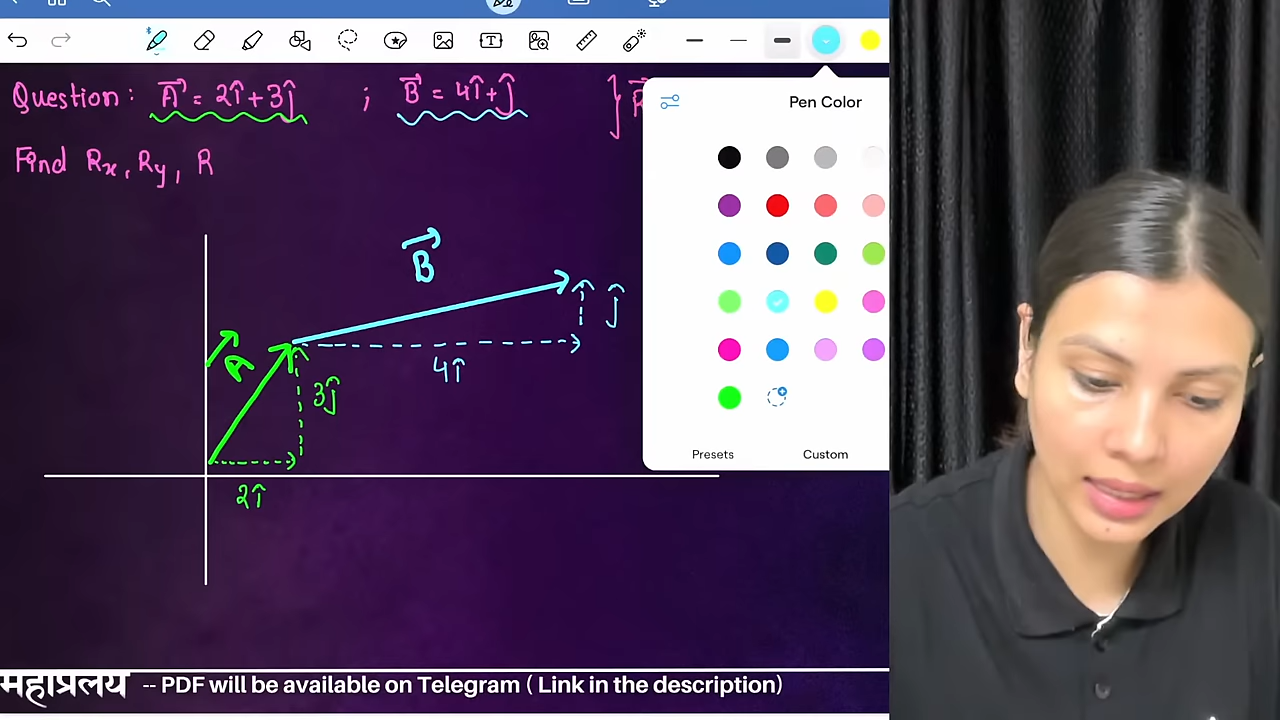 Question: A⃗ = 2î+3ĵ ; B⃗ = 4î+ĵ } R⃗
Pen Color
Find Rx, Ry, R
B⃗
ĵ
A⃗
4î
3ĵ
Presets Custom
2î
महाप्रलय -- PDF will be available on Telegram ( Link in the description)